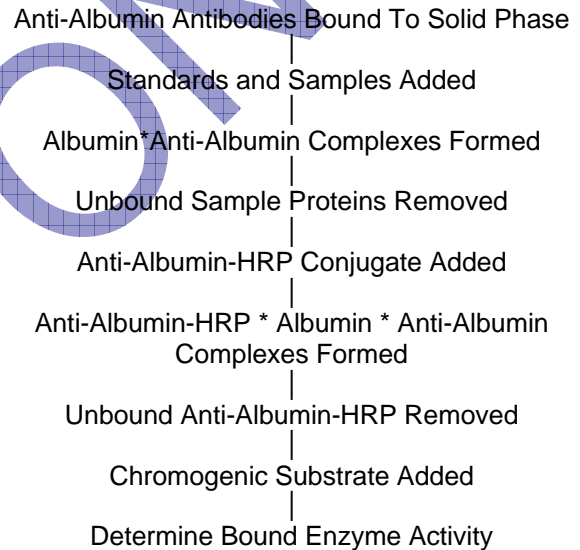 Anti-Albumin Antibodies Bound To Solid Phase
Standards and Samples Added
Albumin*Anti-Albumin Complexes Formed
Unbound Sample Proteins Removed
Anti-Albumin-HRP Conjugate Added
Anti-Albumin-HRP * Albumin * Anti-Albumin
Complexes Formed
Unbound Anti-Albumin-HRP Removed
Chromogenic Substrate Added
Determine Bound Enzyme Activity